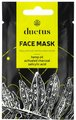 duetus
FACE MASK
hemp oil
activated charcoal
salicylic acid